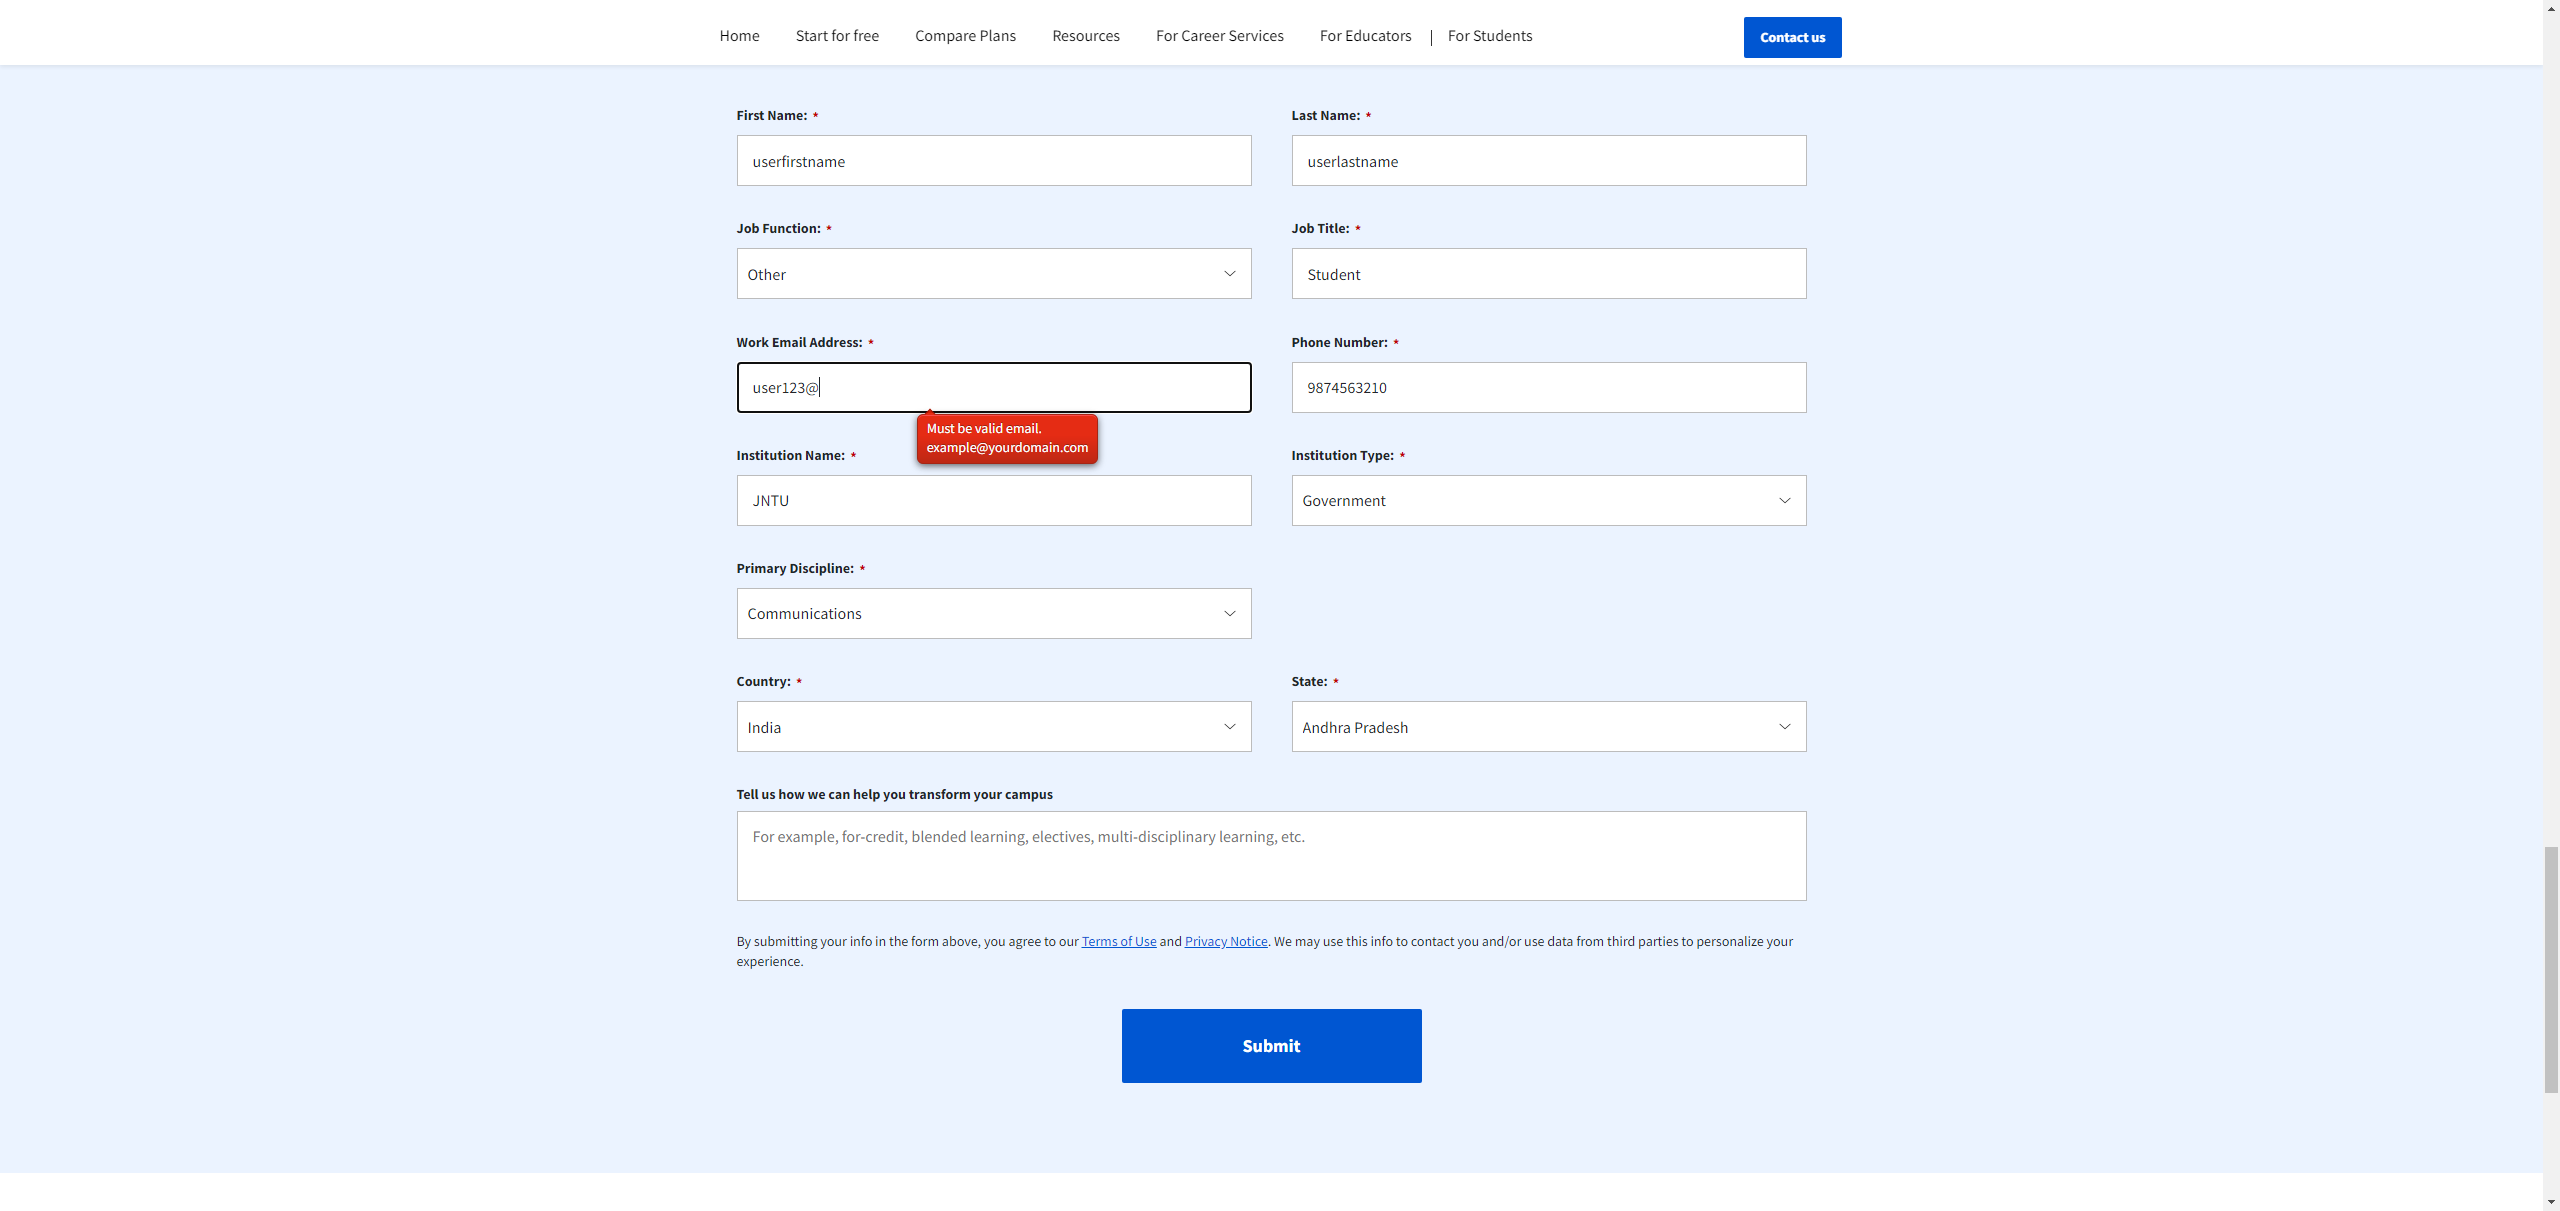 Home Start for free Compare Plans Resources For Career Services For Educators | For Students Contact us
First Name: * Last Name: *
userfirstname userlastname
Job Function: * Job Title: *
Other Student
Work Email Address: * Phone Number: *
user123@ 9874563210
Must be valid email.
example@yourdomain.com
Institution Name: * Institution Type: *
JNTU Government
Primary Discipline: *
Communications
Country: * State: *
India Andhra Pradesh
Tell us how we can help you transform your campus
For example, for-credit, blended learning, electives, multi-disciplinary learning, etc.
By submitting your info in the form above, you agree to our Terms of Use and Privacy Notice. We may use this info to contact you and/or use data from third parties to personalize your
experience.
Submit